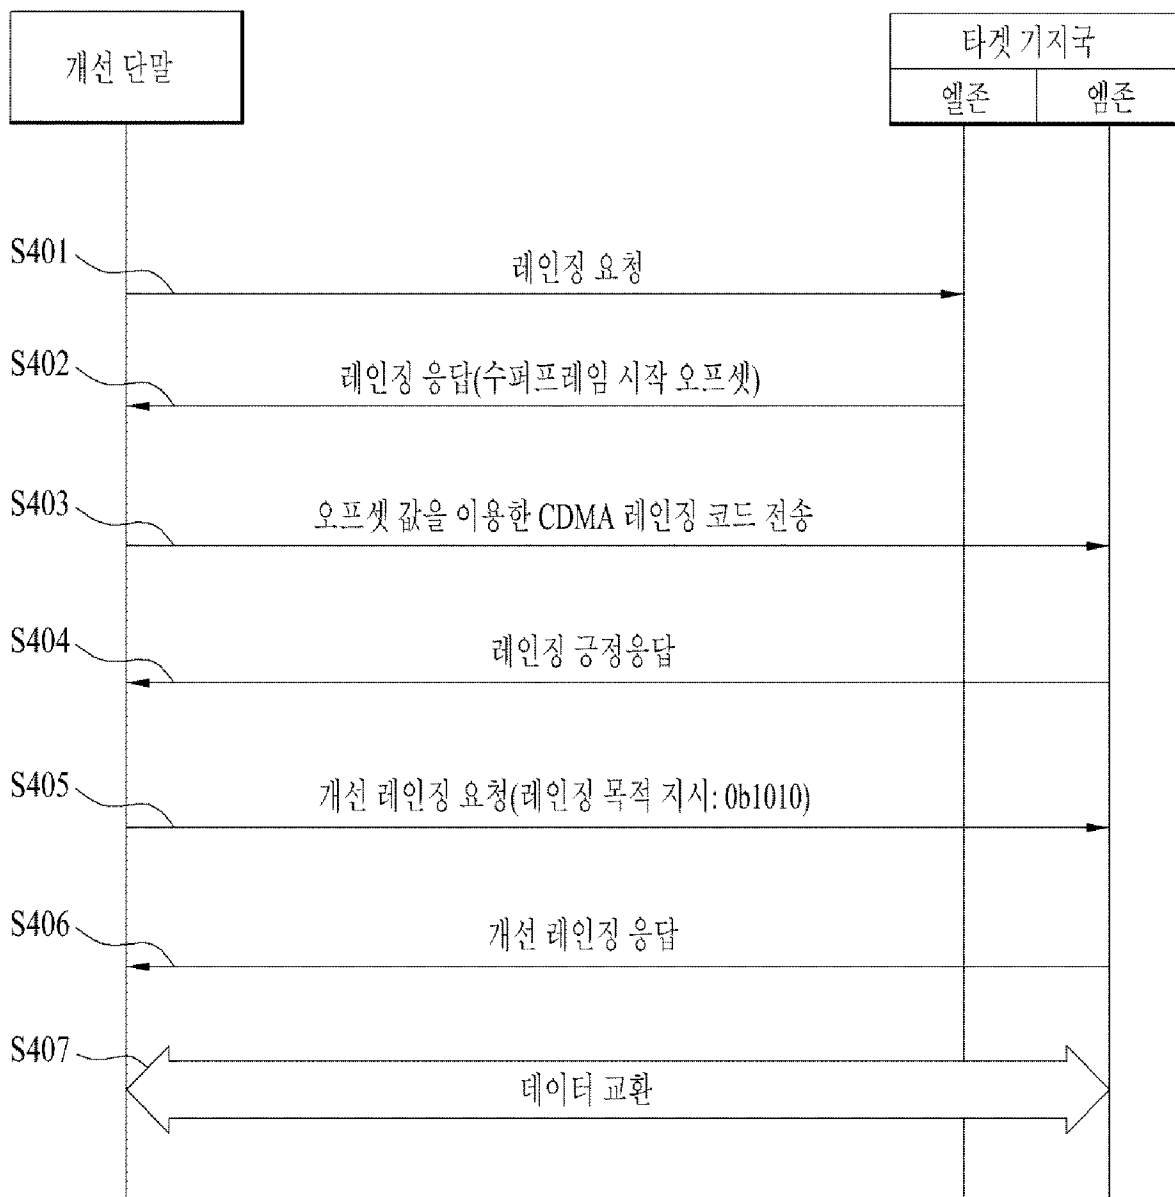 개선 단말
타겟 기지국
엘존
엠존
S401
레인징 요청
S402
레인징 응답(수퍼프레임 시작 오프셋)
S403
오프셋 값을 이용한 CDMA 레인징 코드 전송
S404
레인징 긍정응답
S405
개선 레인징 요청(레인징 목적 지시: 0b1010)
S406
개선 레인징 응답
S407
데이터 교환